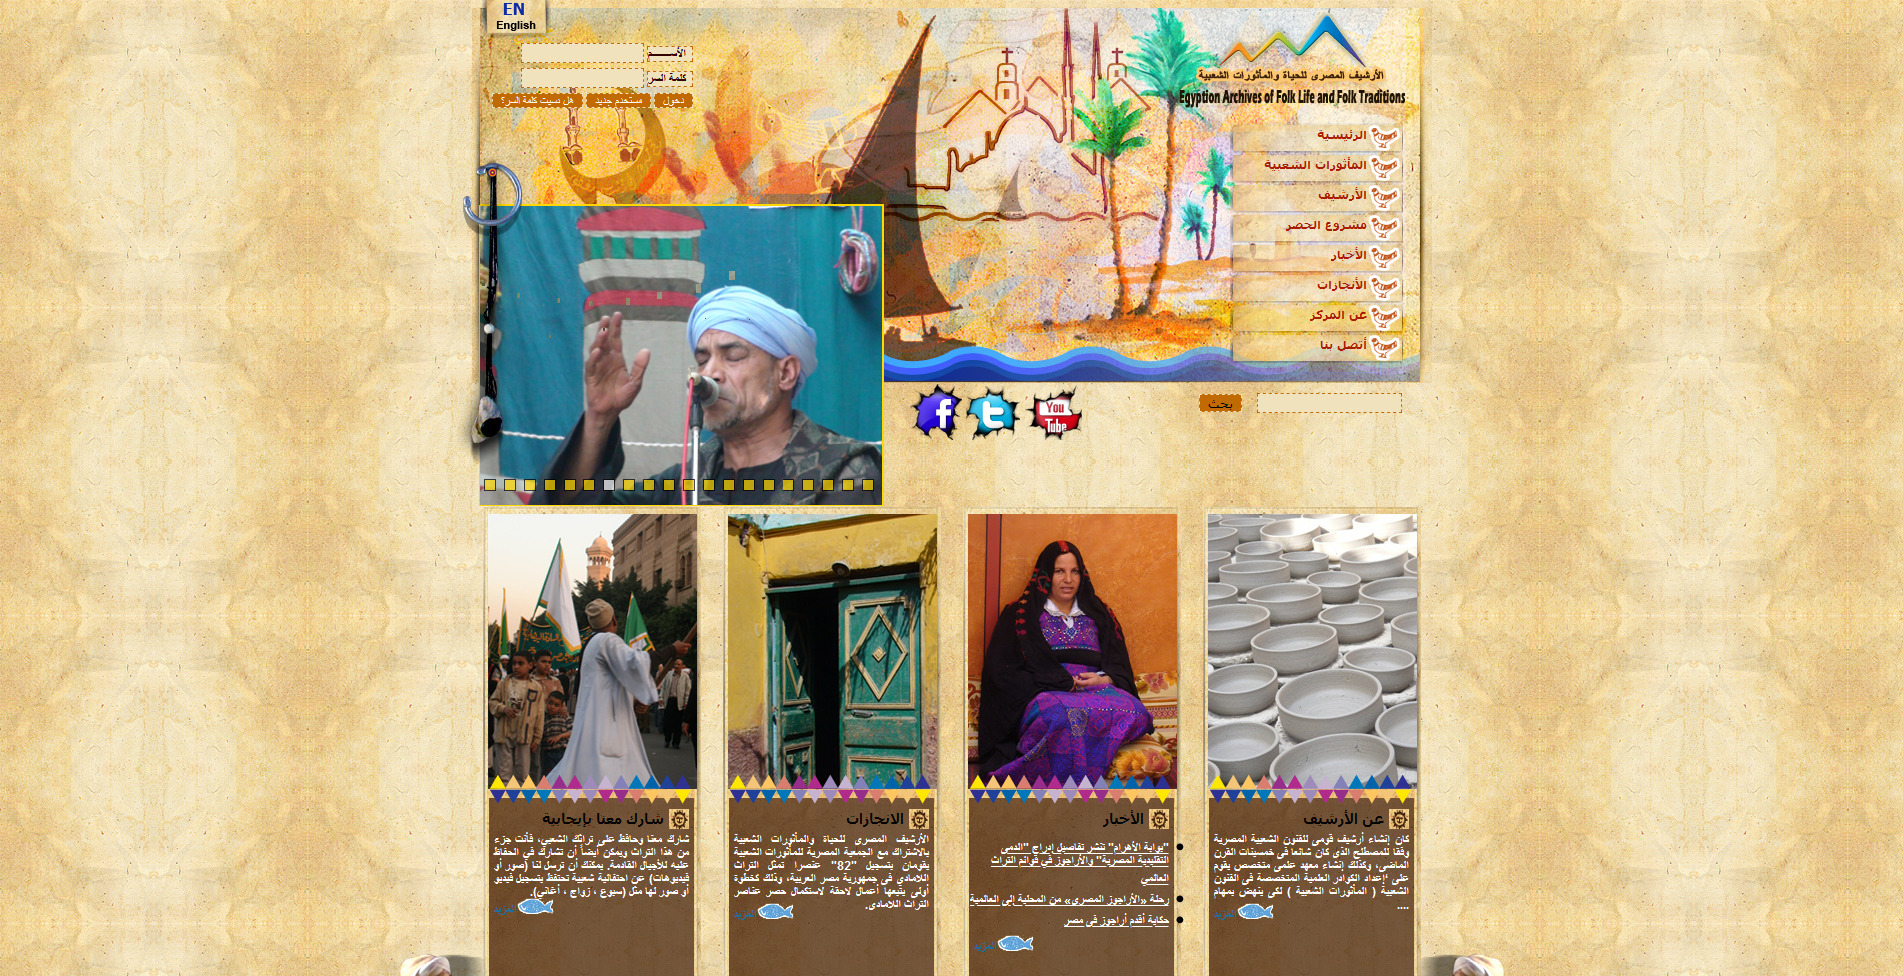 EN
English
الأســـــــم
كلمة السر
دخول
مستخدم جديد
هل نسيت كلمة السر؟
الأرشيف المصرى للحياة والمأثورات الشعبية
Egyption Archives of Folk Life and Folk Traditions
الرئيسية
المأثورات الشعبية
الأرشيف
مشروع الحصر
الأخبار
الأنجازات
عن المركز
أتصل بنا
بحث
f
t
You
Tube
عن الأرشيف
كان إنشاء أرشيف قومى للفنون الشعبية المصرية
وفقا للمصطلح الذى كان شائعا فى خمسينات القرن
الماضى، وكذلك إنشاء معهد علمى متخصص يقوم
على إعداد الكوادر العلمية المتخصصة فى الفنون
الشعبية ( المأثورات الشعبية ) لكى ينهض بمهام
....
المزيد
الأخبار
"بوابة الأهرام" تنشر تفاصيل إدراج "الدمى
التقليدية المصرية" والأراجوز في قوائم التراث
العالمي
رحلة «الأراجوز المصرى» من المحلية إلى العالمية
حكاية أقدم أراجوز فى مصر
المزيد
الانجازات
الأرشيف المصرى للحياة والمأثورات الشعبية
بالاشتراك مع الجمعية المصرية للمأثورات الشعبية
يقومان بتسجيل "82" عنصرا تمثل التراث
اللامادي فى جمهورية مصر العربية، وذلك كخطوة
أولى يتبعها أعمال لاحقة لاستكمال حصر عناصر
التراث اللامادى.
المزيد
شارك معنا بإيجابية
شارك معنا وحافظ على تراثك الشعبي، فأنت جزء
من هذا التراث ويمكن أيضاً أن تشارك في الحفاظ
عليه للأجيال القادمة. يمكنك أن ترسل لنا (صور أو
فيديوهات) عن احتفالية شعبية تحتفظ بتسجيل فيديو
أو صور لها مثل (سبوع ، زواج ، أغاني).
المزيد